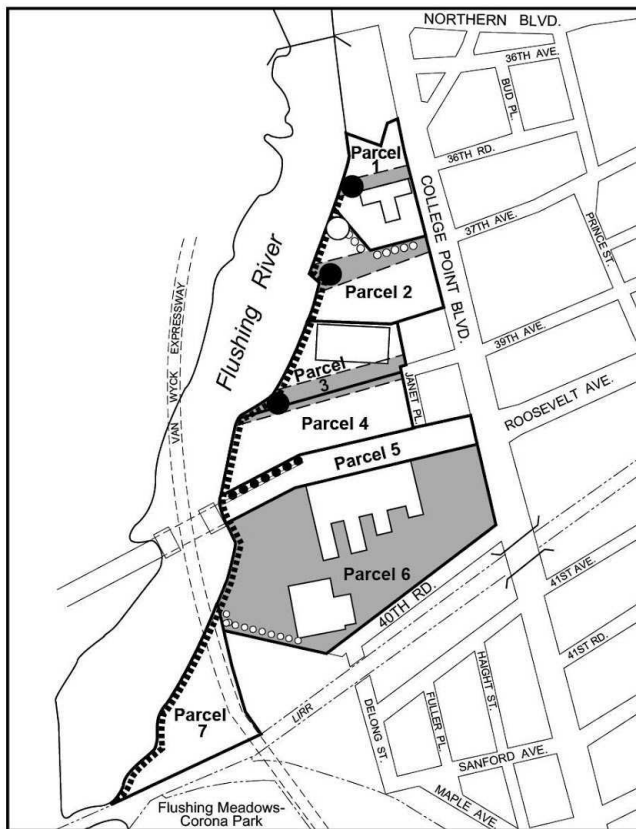 NORTHERN BLVD.
36TH AVE.
BUD PL.
Parcel
1
36TH RD.
COLLEGE POINT BLVD.
37TH AVE.
PRINCE ST.
Flushing River
VAN WYCK EXPRESSWAY
Parcel 2
39TH AVE.
Parcel
3
JANET PL.
ROOSEVELT AVE.
Parcel 4
Parcel 5
Parcel 6
40TH RD.
41ST AVE.
41ST RD.
HAIGHT ST.
FULLER PL.
DELONG ST.
LIRR
Parcel
7
SANFORD AVE.
MAPLE AVE.
Flushing Meadows-
Corona Park